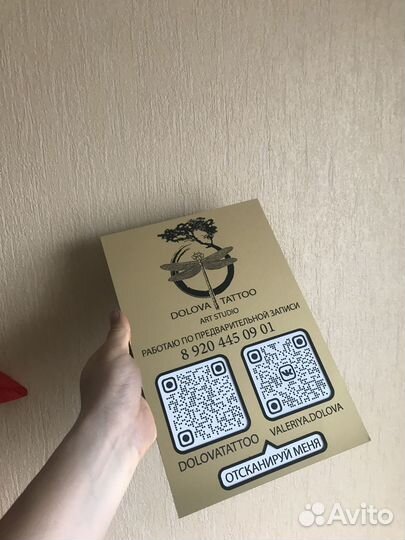 DOLOVA TATTOO
ART STUDIO
РАБОТАЮ ПО ПРЕДВАРИТЕЛЬНОЙ ЗАПИСИ
8 920 445 09 01
DOLOVATATTOO
VALERIYA.DOLOVA
ОТСКАНИРУЙ МЕНЯ
Avito